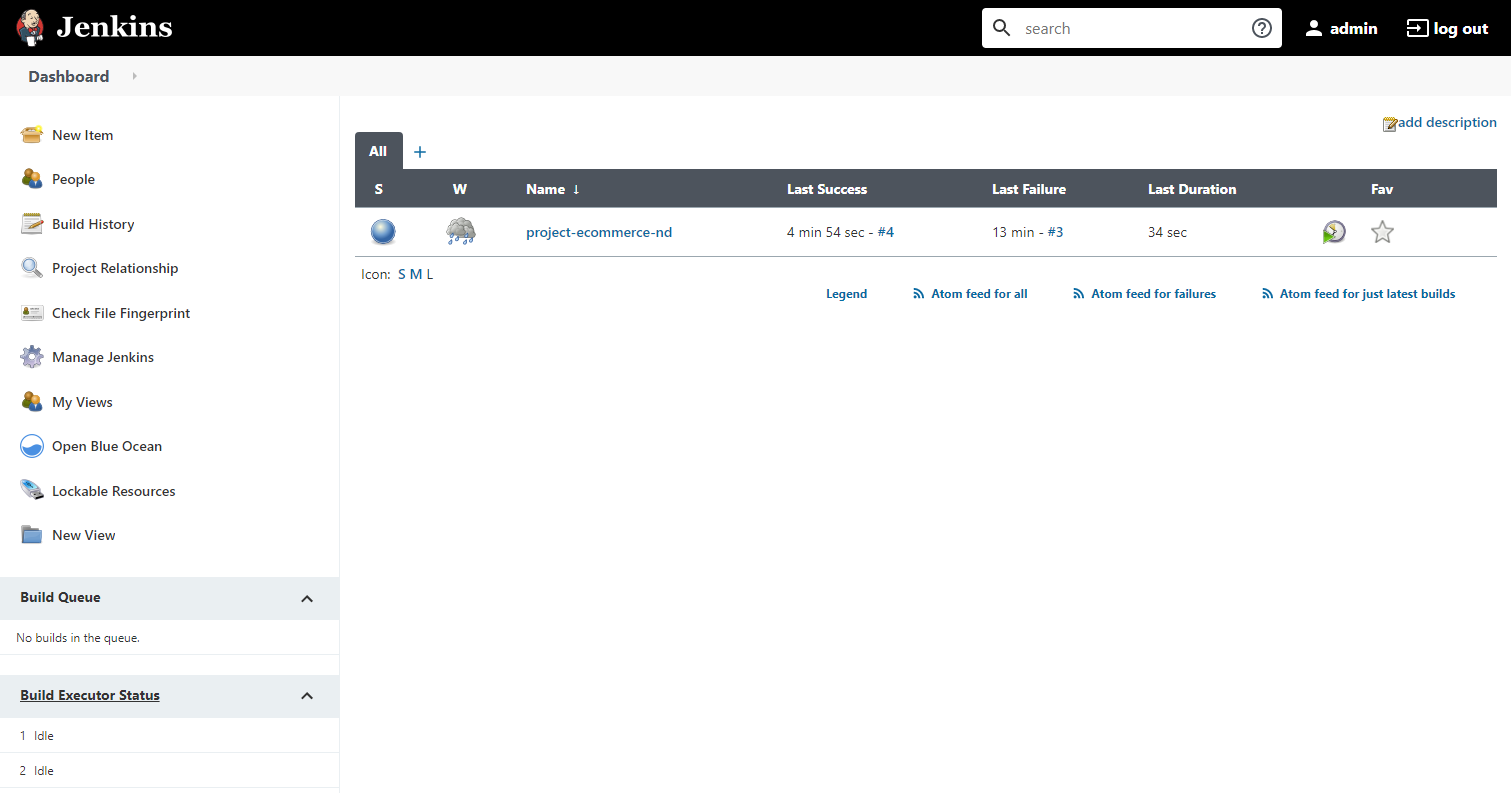 Jenkins
search
admin
log out
Dashboard
New Item
People
Build History
Project Relationship
Check File Fingerprint
Manage Jenkins
My Views
Open Blue Ocean
Lockable Resources
New View
Build Queue
No builds in the queue.
Build Executor Status
1 Idle
2 Idle
add description
All +
S W Name ↓ Last Success Last Failure Last Duration Fav
project-ecommerce-nd 4 min 54 sec - #4 13 min - #3 34 sec
Icon: S M L
Legend Atom feed for all Atom feed for failures Atom feed for just latest builds